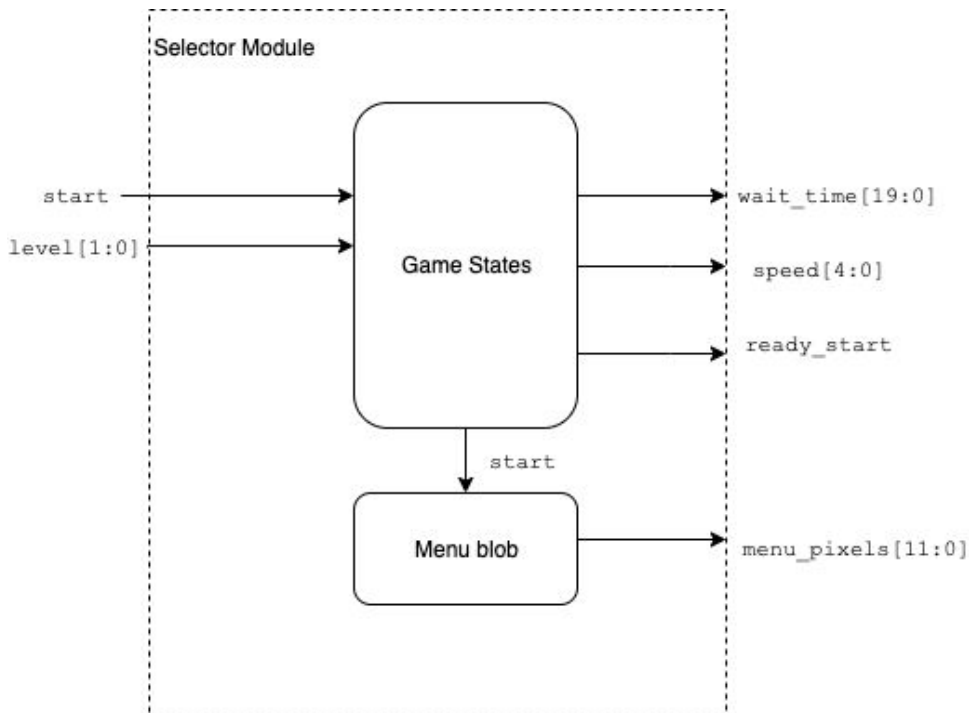 Selector Module
start
level[1:0]
Game States
wait_time[19:0]
speed[4:0]
ready_start
start
Menu blob
menu_pixels[11:0]